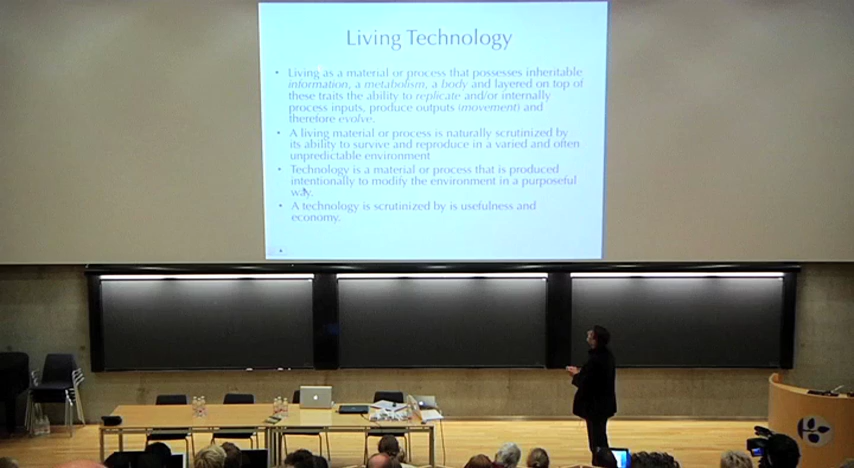 Living Technology
• Living as a material or process that possesses inheritable
information, a metabolism, a body and layered on top of
these traits the ability to replicate and/or internally
process inputs, produce outputs (movement) and
therefore evolve.
• A living material or process is naturally scrutinized by
its ability to survive and reproduce in a varied and often
unpredictable environment
• Technology is a material or process that is produced
intentionally to modify the environment in a purposeful
way.
• A technology is scrutinized by is usefulness and
economy.